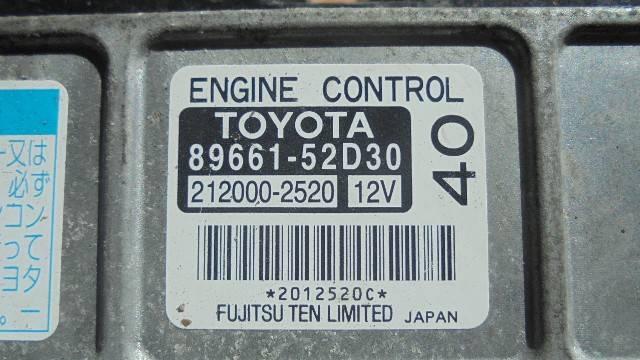 ENGINE CONTROL
TOYOTA
89661-52D30
212000-2520 12V
40
*2012520C*
FUJITSU TEN LIMITED JAPAN
又は
必ず
コン
って
ヨタ